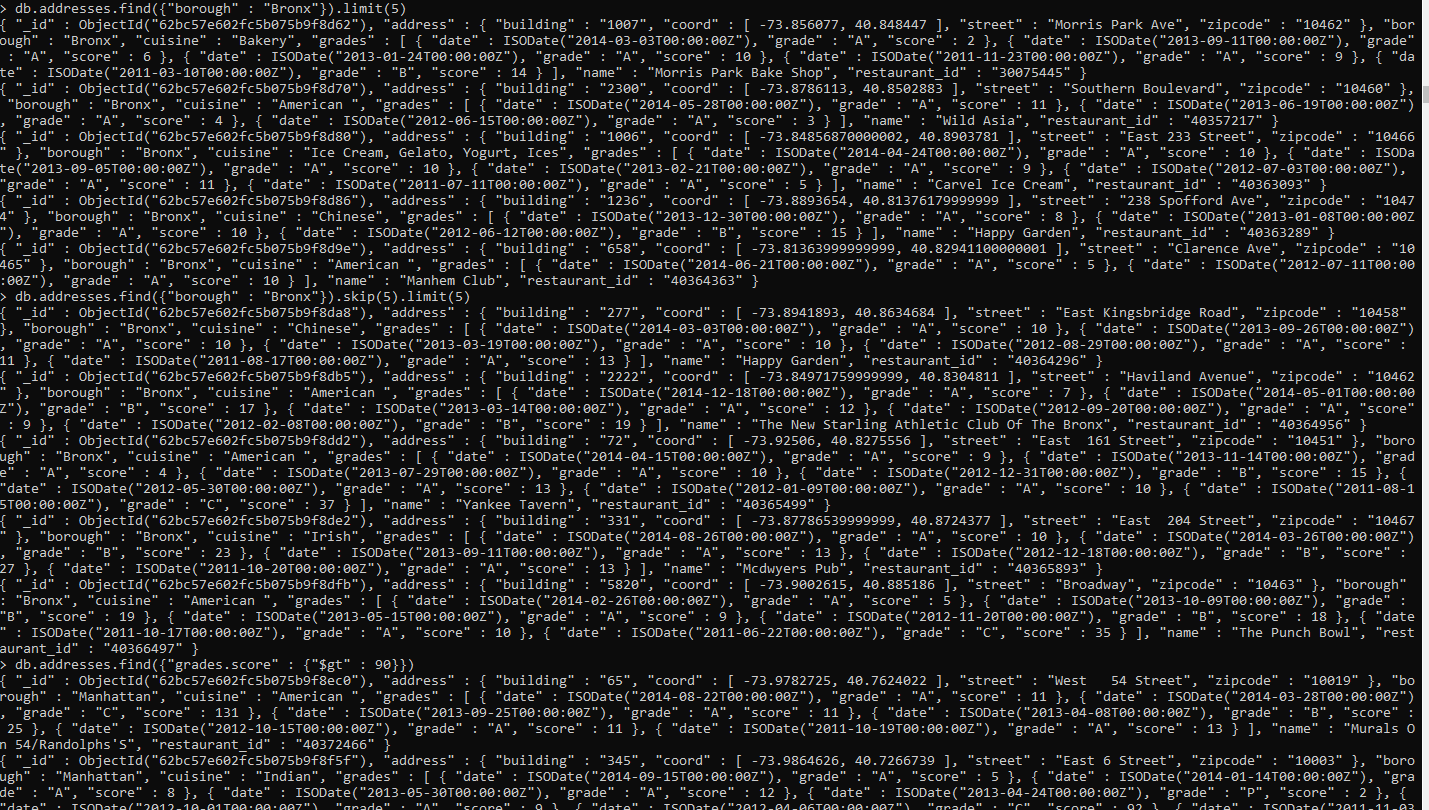 > db.addresses.find({"borough" : "Bronx"}).limit(5)
{ "_id" : ObjectId("62bc57e602fc5b075b9f8d62"), "address" : { "building" : "1007", "coord" : [ -73.856077, 40.848447 ], "street" : "Morris Park Ave", "zipcode" : "10462" }, "bor
ough" : "Bronx", "cuisine" : "Bakery", "grades" : [ { "date" : ISODate("2014-03-03T00:00:00Z"), "grade" : "A", "score" : 2 }, { "date" : ISODate("2013-09-11T00:00:00Z"), "grade"
 : "A", "score" : 6 }, { "date" : ISODate("2013-01-24T00:00:00Z"), "grade" : "A", "score" : 10 }, { "date" : ISODate("2011-11-23T00:00:00Z"), "grade" : "A", "score" : 9 }, { "da
te" : ISODate("2011-03-10T00:00:00Z"), "grade" : "B", "score" : 14 } ], "name" : "Morris Park Bake Shop", "restaurant_id" : "30075445" }
{ "_id" : ObjectId("62bc57e602fc5b075b9f8d70"), "address" : { "building" : "2300", "coord" : [ -73.8786113, 40.8502883 ], "street" : "Southern Boulevard", "zipcode" : "10460" },
 "borough" : "Bronx", "cuisine" : "American ", "grades" : [ { "date" : ISODate("2014-05-28T00:00:00Z"), "grade" : "A", "score" : 11 }, { "date" : ISODate("2013-06-19T00:00:00Z")
, "grade" : "A", "score" : 4 }, { "date" : ISODate("2012-06-15T00:00:00Z"), "grade" : "A", "score" : 3 } ], "name" : "Wild Asia", "restaurant_id" : "40357217" }
{ "_id" : ObjectId("62bc57e602fc5b075b9f8d80"), "address" : { "building" : "1006", "coord" : [ -73.84856870000002, 40.8903781 ], "street" : "East 233 Street", "zipcode" : "10466
" }, "borough" : "Bronx", "cuisine" : "Ice Cream, Gelato, Yogurt, Ices", "grades" : [ { "date" : ISODate("2014-04-24T00:00:00Z"), "grade" : "A", "score" : 10 }, { "date" : ISODa
te("2013-09-05T00:00:00Z"), "grade" : "A", "score" : 10 }, { "date" : ISODate("2013-02-21T00:00:00Z"), "grade" : "A", "score" : 9 }, { "date" : ISODate("2012-07-03T00:00:00Z"),
"grade" : "A", "score" : 11 }, { "date" : ISODate("2011-07-11T00:00:00Z"), "grade" : "A", "score" : 5 } ], "name" : "Carvel Ice Cream", "restaurant_id" : "40363093" }
{ "_id" : ObjectId("62bc57e602fc5b075b9f8d86"), "address" : { "building" : "1236", "coord" : [ -73.8893654, 40.81376179999999 ], "street" : "238 Spofford Ave", "zipcode" : "1047
4" }, "borough" : "Bronx", "cuisine" : "Chinese", "grades" : [ { "date" : ISODate("2013-12-30T00:00:00Z"), "grade" : "A", "score" : 8 }, { "date" : ISODate("2013-01-08T00:00:00Z
"), "grade" : "A", "score" : 10 }, { "date" : ISODate("2012-06-12T00:00:00Z"), "grade" : "B", "score" : 15 } ], "name" : "Happy Garden", "restaurant_id" : "40363289" }
{ "_id" : ObjectId("62bc57e602fc5b075b9f8d9e"), "address" : { "building" : "658", "coord" : [ -73.81363999999999, 40.82941100000001 ], "street" : "Clarence Ave", "zipcode" : "10
465" }, "borough" : "Bronx", "cuisine" : "American ", "grades" : [ { "date" : ISODate("2014-06-21T00:00:00Z"), "grade" : "A", "score" : 5 }, { "date" : ISODate("2012-07-11T00:00
:00Z"), "grade" : "A", "score" : 10 } ], "name" : "Manhem Club", "restaurant_id" : "40364363" }
> db.addresses.find({"borough" : "Bronx"}).skip(5).limit(5)
{ "_id" : ObjectId("62bc57e602fc5b075b9f8da8"), "address" : { "building" : "277", "coord" : [ -73.8941893, 40.8634684 ], "street" : "East Kingsbridge Road", "zipcode" : "10458"
}, "borough" : "Bronx", "cuisine" : "Chinese", "grades" : [ { "date" : ISODate("2014-03-03T00:00:00Z"), "grade" : "A", "score" : 10 }, { "date" : ISODate("2013-09-26T00:00:00Z")
, "grade" : "A", "score" : 10 }, { "date" : ISODate("2013-03-19T00:00:00Z"), "grade" : "A", "score" : 10 }, { "date" : ISODate("2012-08-29T00:00:00Z"), "grade" : "A", "score" :
11 }, { "date" : ISODate("2011-08-17T00:00:00Z"), "grade" : "A", "score" : 13 } ], "name" : "Happy Garden", "restaurant_id" : "40364296" }
{ "_id" : ObjectId("62bc57e602fc5b075b9f8db5"), "address" : { "building" : "2222", "coord" : [ -73.84971759999999, 40.8304811 ], "street" : "Haviland Avenue", "zipcode" : "10462
" }, "borough" : "Bronx", "cuisine" : "American ", "grades" : [ { "date" : ISODate("2014-12-18T00:00:00Z"), "grade" : "A", "score" : 7 }, { "date" : ISODate("2014-05-01T00:00:00
Z"), "grade" : "B", "score" : 17 }, { "date" : ISODate("2013-03-14T00:00:00Z"), "grade" : "A", "score" : 12 }, { "date" : ISODate("2012-09-20T00:00:00Z"), "grade" : "A", "score"
 : 9 }, { "date" : ISODate("2012-02-08T00:00:00Z"), "grade" : "B", "score" : 19 } ], "name" : "The New Starling Athletic Club Of The Bronx", "restaurant_id" : "40364956" }
{ "_id" : ObjectId("62bc57e602fc5b075b9f8dd2"), "address" : { "building" : "72", "coord" : [ -73.92506, 40.8275556 ], "street" : "East  161 Street", "zipcode" : "10451" }, "boro
ugh" : "Bronx", "cuisine" : "American ", "grades" : [ { "date" : ISODate("2014-04-15T00:00:00Z"), "grade" : "A", "score" : 9 }, { "date" : ISODate("2013-11-14T00:00:00Z"), "grad
e" : "A", "score" : 4 }, { "date" : ISODate("2013-07-29T00:00:00Z"), "grade" : "A", "score" : 10 }, { "date" : ISODate("2012-12-31T00:00:00Z"), "grade" : "B", "score" : 15 }, {
"date" : ISODate("2012-05-30T00:00:00Z"), "grade" : "A", "score" : 13 }, { "date" : ISODate("2012-01-09T00:00:00Z"), "grade" : "A", "score" : 10 }, { "date" : ISODate("2011-08-1
5T00:00:00Z"), "grade" : "C", "score" : 37 } ], "name" : "Yankee Tavern", "restaurant_id" : "40365499" }
{ "_id" : ObjectId("62bc57e602fc5b075b9f8de2"), "address" : { "building" : "331", "coord" : [ -73.87786539999999, 40.8724377 ], "street" : "East  204 Street", "zipcode" : "10467
" }, "borough" : "Bronx", "cuisine" : "Irish", "grades" : [ { "date" : ISODate("2014-08-26T00:00:00Z"), "grade" : "A", "score" : 10 }, { "date" : ISODate("2014-03-26T00:00:00Z")
, "grade" : "B", "score" : 23 }, { "date" : ISODate("2013-09-11T00:00:00Z"), "grade" : "A", "score" : 13 }, { "date" : ISODate("2012-12-18T00:00:00Z"), "grade" : "B", "score" :
27 }, { "date" : ISODate("2011-10-20T00:00:00Z"), "grade" : "A", "score" : 13 } ], "name" : "Mcdwyers Pub", "restaurant_id" : "40365893" }
{ "_id" : ObjectId("62bc57e602fc5b075b9f8dfb"), "address" : { "building" : "5820", "coord" : [ -73.9002615, 40.885186 ], "street" : "Broadway", "zipcode" : "10463" }, "borough"
: "Bronx", "cuisine" : "American ", "grades" : [ { "date" : ISODate("2014-02-26T00:00:00Z"), "grade" : "A", "score" : 5 }, { "date" : ISODate("2013-10-09T00:00:00Z"), "grade" :
"B", "score" : 19 }, { "date" : ISODate("2013-05-15T00:00:00Z"), "grade" : "A", "score" : 9 }, { "date" : ISODate("2012-11-20T00:00:00Z"), "grade" : "B", "score" : 18 }, { "date
" : ISODate("2011-10-17T00:00:00Z"), "grade" : "A", "score" : 10 }, { "date" : ISODate("2011-06-22T00:00:00Z"), "grade" : "C", "score" : 35 } ], "name" : "The Punch Bowl", "rest
aurant_id" : "40366497" }
> db.addresses.find({"grades.score" : {"$gt" : 90}})
{ "_id" : ObjectId("62bc57e602fc5b075b9f8ec0"), "address" : { "building" : "65", "coord" : [ -73.9782725, 40.7624022 ], "street" : "West   54 Street", "zipcode" : "10019" }, "bo
rough" : "Manhattan", "cuisine" : "American ", "grades" : [ { "date" : ISODate("2014-08-22T00:00:00Z"), "grade" : "A", "score" : 11 }, { "date" : ISODate("2014-03-28T00:00:00Z")
, "grade" : "C", "score" : 131 }, { "date" : ISODate("2013-09-25T00:00:00Z"), "grade" : "A", "score" : 11 }, { "date" : ISODate("2013-04-08T00:00:00Z"), "grade" : "B", "score" :
 25 }, { "date" : ISODate("2012-10-15T00:00:00Z"), "grade" : "A", "score" : 11 }, { "date" : ISODate("2011-10-19T00:00:00Z"), "grade" : "A", "score" : 13 } ], "name" : "Murals O
n 54/Randolphs'S", "restaurant_id" : "40372466" }
{ "_id" : ObjectId("62bc57e602fc5b075b9f8f5f"), "address" : { "building" : "345", "coord" : [ -73.9864626, 40.7266739 ], "street" : "East 6 Street", "zipcode" : "10003" }, "boro
ugh" : "Manhattan", "cuisine" : "Indian", "grades" : [ { "date" : ISODate("2014-09-15T00:00:00Z"), "grade" : "A", "score" : 5 }, { "date" : ISODate("2014-01-14T00:00:00Z"), "gra
de" : "A", "score" : 8 }, { "date" : ISODate("2013-05-30T00:00:00Z"), "grade" : "A", "score" : 12 }, { "date" : ISODate("2013-04-24T00:00:00Z"), "grade" : "P", "score" : 2 }, {
"date" : ISODate("2012-10-01T00:00:00Z"), "grade" : "A", "score" : 9 }, { "date" : ISODate("2012-04-06T00:00:00Z"), "grade" : "C", "score" : 92 }, { "date" : ISODate("2011-11-03